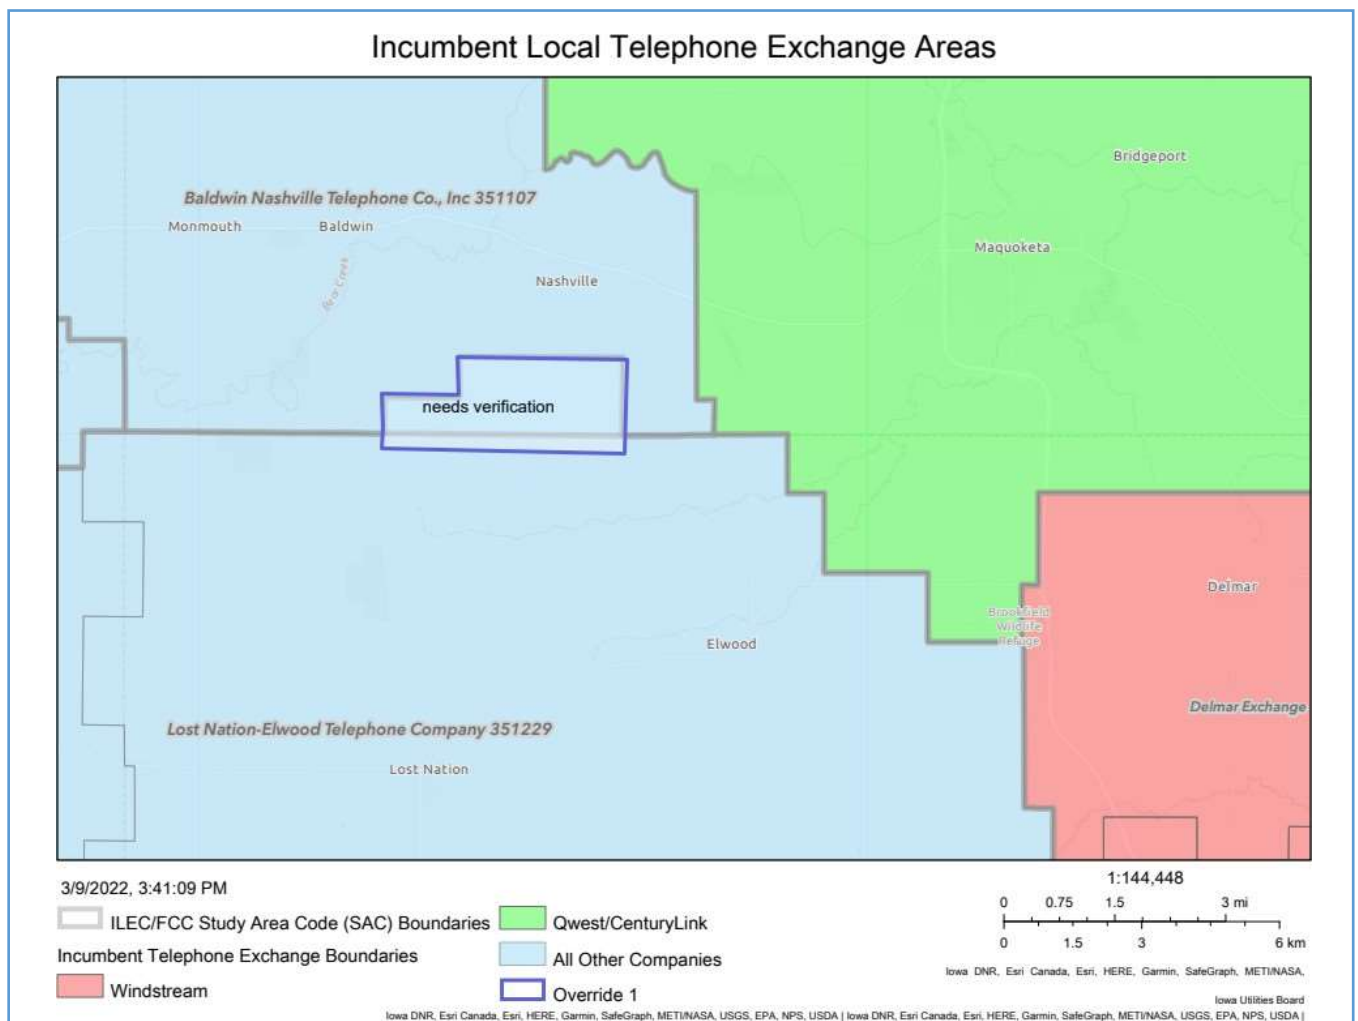 Incumbent Local Telephone Exchange Areas
Bridgeport
Baldwin Nashville Telephone Co., Inc 351107
Monmouth
Baldwin
Maquoketa
Bear Creek
Nashville
needs verification
Delmar
Brookfield
Wildlife
Refuge
Elwood
Delmar Exchange
Lost Nation-Elwood Telephone Company 351229
Lost Nation
3/9/2022, 3:41:09 PM
ILEC/FCC Study Area Code (SAC) Boundaries
Incumbent Telephone Exchange Boundaries
Windstream
Qwest/CenturyLink
All Other Companies
Override 1
1:144,448
0 0.75 1.5 3 mi
0 1.5 3 6 km
Iowa DNR, Esri Canada, Esri, HERE, Garmin, SafeGraph, METI/NASA,
Iowa Utilities Board
Iowa DNR, Esri Canada, Esri, HERE, Garmin, SafeGraph, METI/NASA, USGS, EPA, NPS, USDA | Iowa DNR, Esri Canada, Esri, HERE, Garmin, SafeGraph, METI/NASA, USGS, EPA, NPS, USDA |